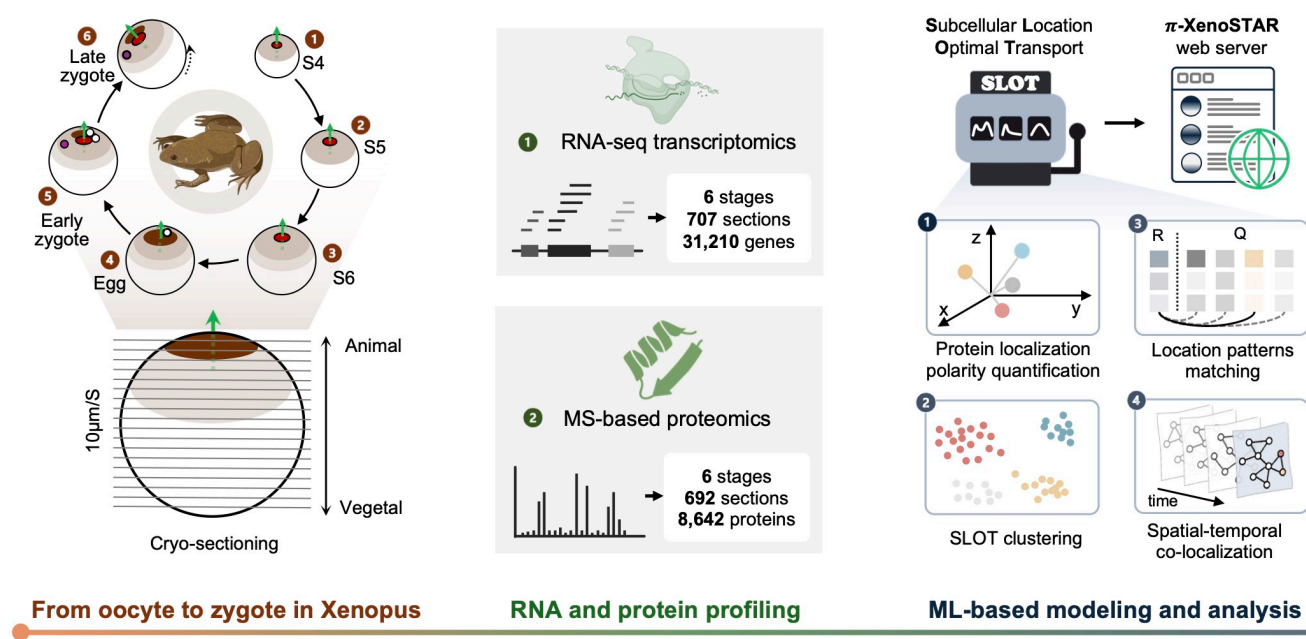 6
Late
zygote
1
S4
2
S5
5
Early
zygote
4
Egg
3
S6
10μm/S
Animal
Vegetal
Cryo-sectioning
From oocyte to zygote in Xenopus
1 RNA-seq transcriptomics
6 stages
707 sections
31,210 genes
2 MS-based proteomics
6 stages
692 sections
8,642 proteins
RNA and protein profiling
Subcellular Location
Optimal Transport
SLOT
π-XenoSTAR
web server
1
z
x
y
Protein localization
polarity quantification
3
R Q
Location patterns
matching
2
SLOT clustering
4
time
Spatial-temporal
co-localization
ML-based modeling and analysis